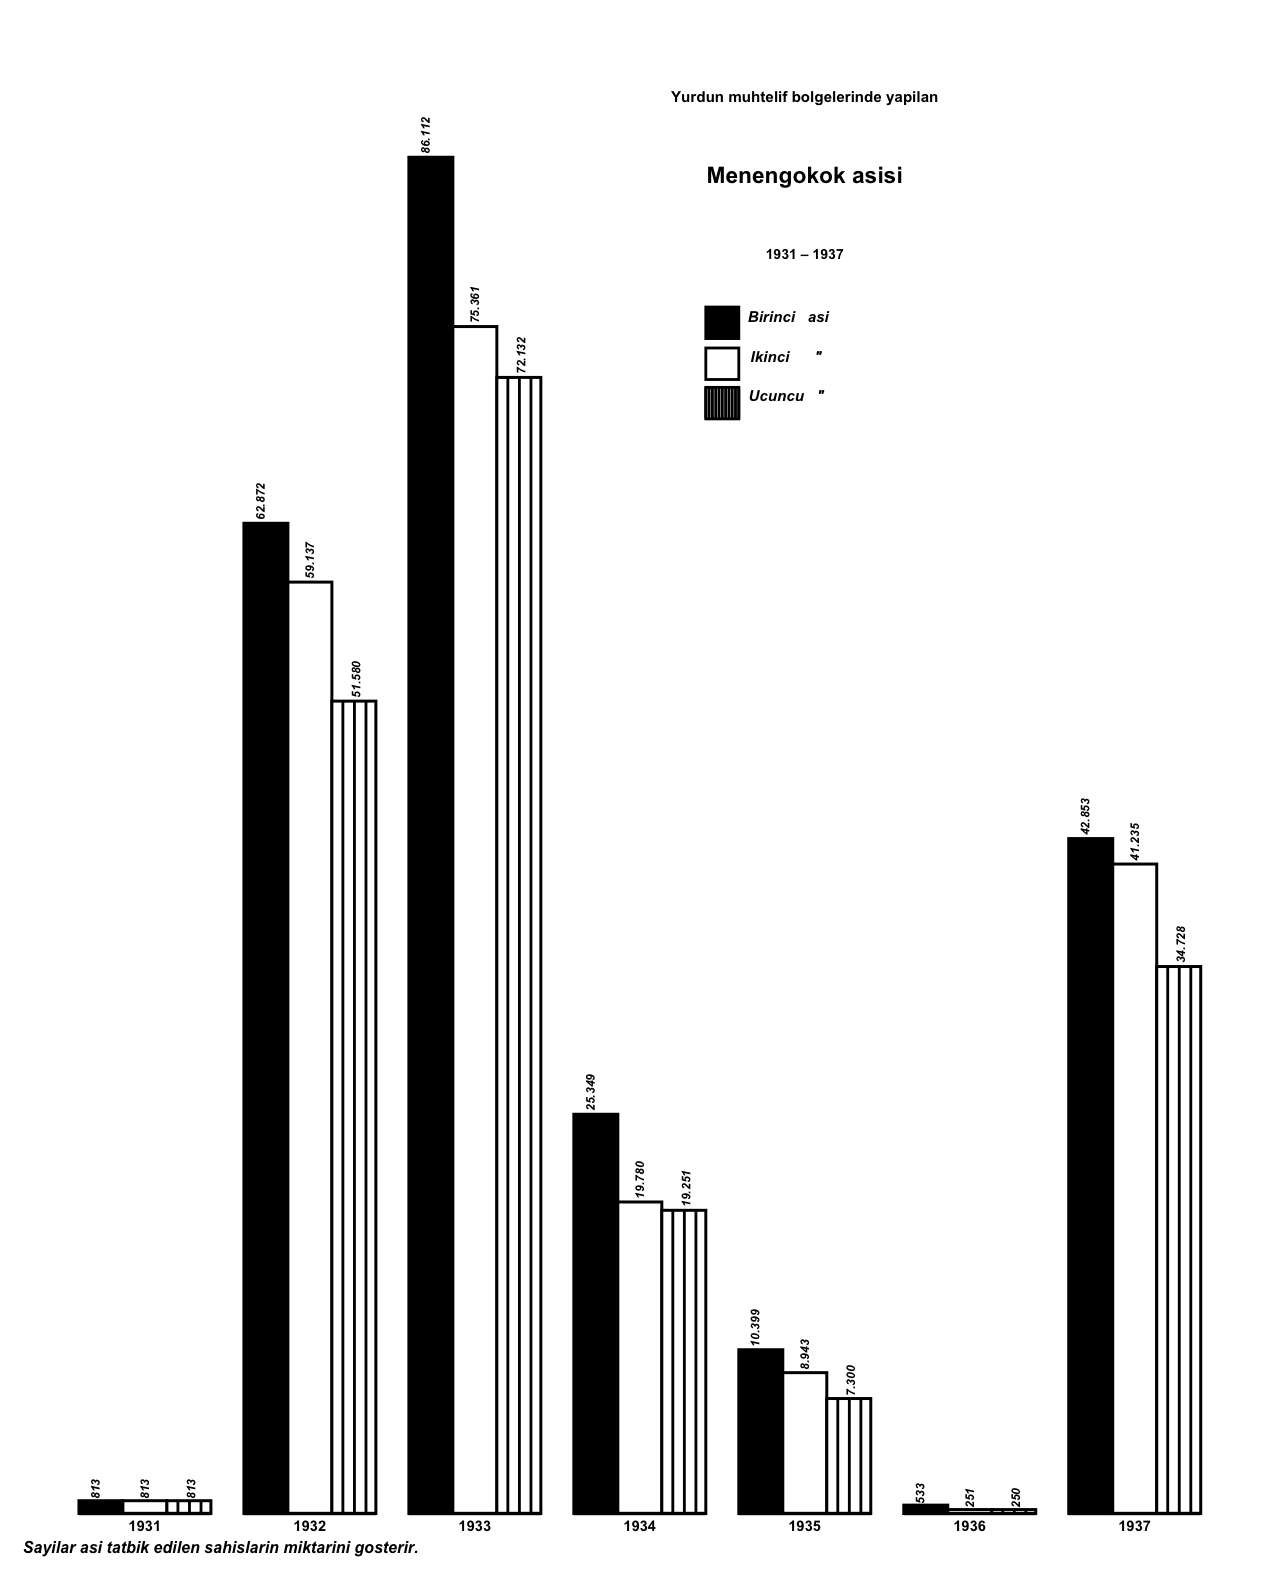 Yurdun muhtelif bolgelerinde yapilan
Menengokok asisi
1931 – 1937
Birinci asi
Ikinci "
Ucuncu "
813 813 813
62.872 59.137 51.580
86.112 75.361 72.132
25.349 19.780 19.251
10.399 8.943 7.300
533 251 250
42.853 41.235 34.728
1931 1932 1933 1934 1935 1936 1937
Sayilar asi tatbik edilen sahislarin miktarini gosterir.